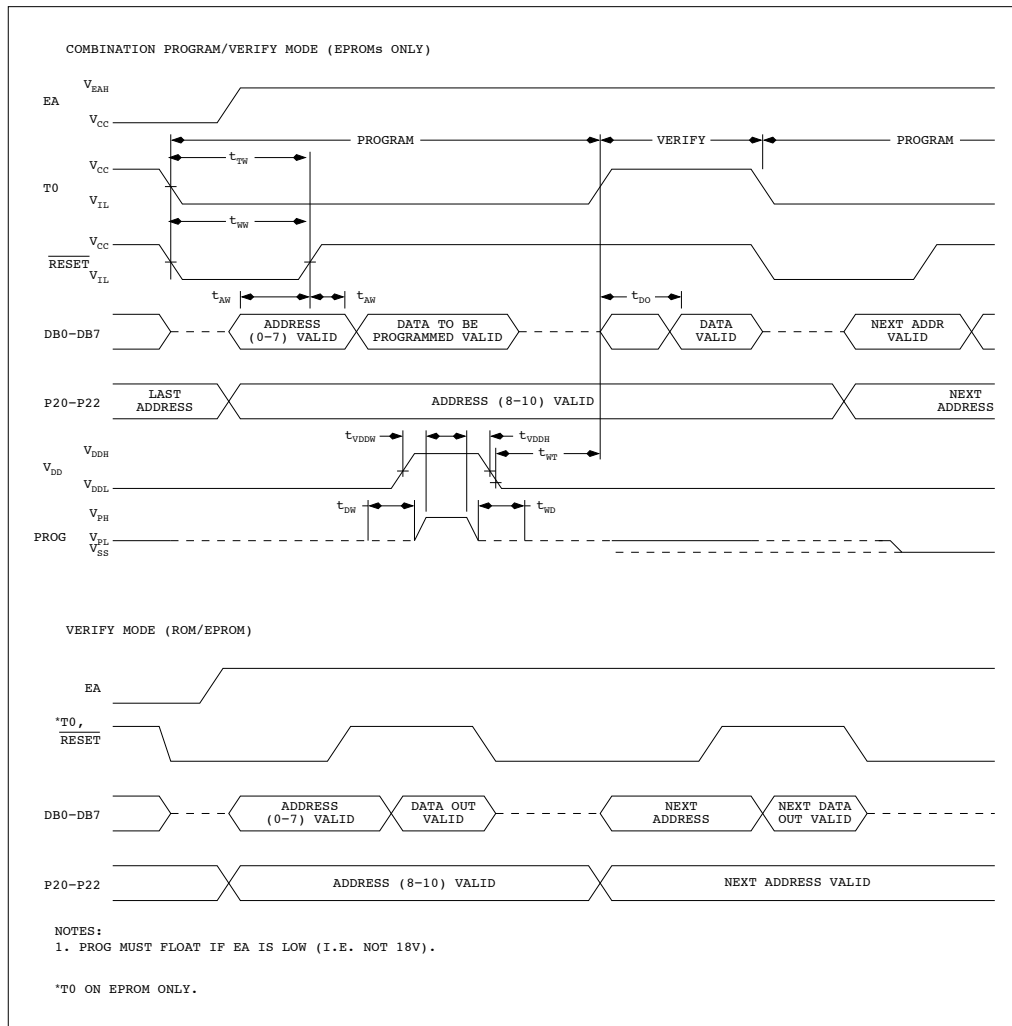 COMBINATION PROGRAM/VERIFY MODE (EPROMs ONLY)
EA
VEAH
VCC
PROGRAM
VERIFY
PROGRAM
T0
VCC
VIL
tTW
tWW
RESET
VCC
VIL
tAW
tAW
tDO
DB0-DB7
ADDRESS
(0-7) VALID
DATA TO BE
PROGRAMMED VALID
DATA
VALID
NEXT ADDR
VALID
P20-P22
LAST
ADDRESS
ADDRESS (8-10) VALID
NEXT
ADDRESS
VDD
VDDH
VDDL
tVDDW
tVDDH
tWT
PROG
VPH
VPL
VSS
tDW
tWD
VERIFY MODE (ROM/EPROM)
EA
*T0,
RESET
DB0-DB7
ADDRESS
(0-7) VALID
DATA OUT
VALID
NEXT
ADDRESS
NEXT DATA
OUT VALID
P20-P22
ADDRESS (8-10) VALID
NEXT ADDRESS VALID
NOTES:
1. PROG MUST FLOAT IF EA IS LOW (I.E. NOT 18V).
*T0 ON EPROM ONLY.